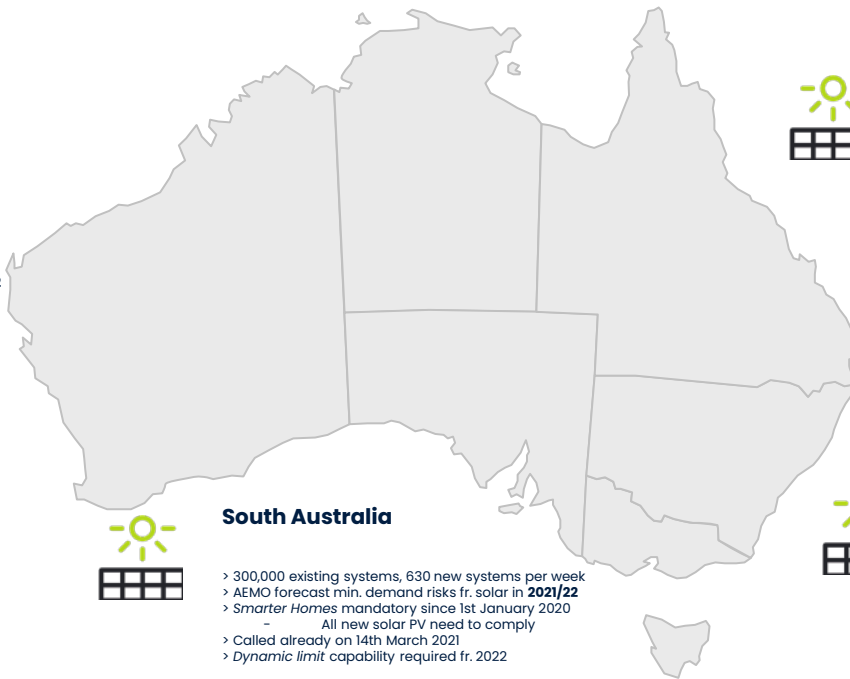 South Australia
> 300,000 existing systems, 630 new systems per week
> AEMO forecast min. demand risks fr. solar in 2021/22
> Smarter Homes mandatory since 1st January 2020
- All new solar PV need to comply
> Called already on 14th March 2021
> Dynamic limit capability required fr. 2022